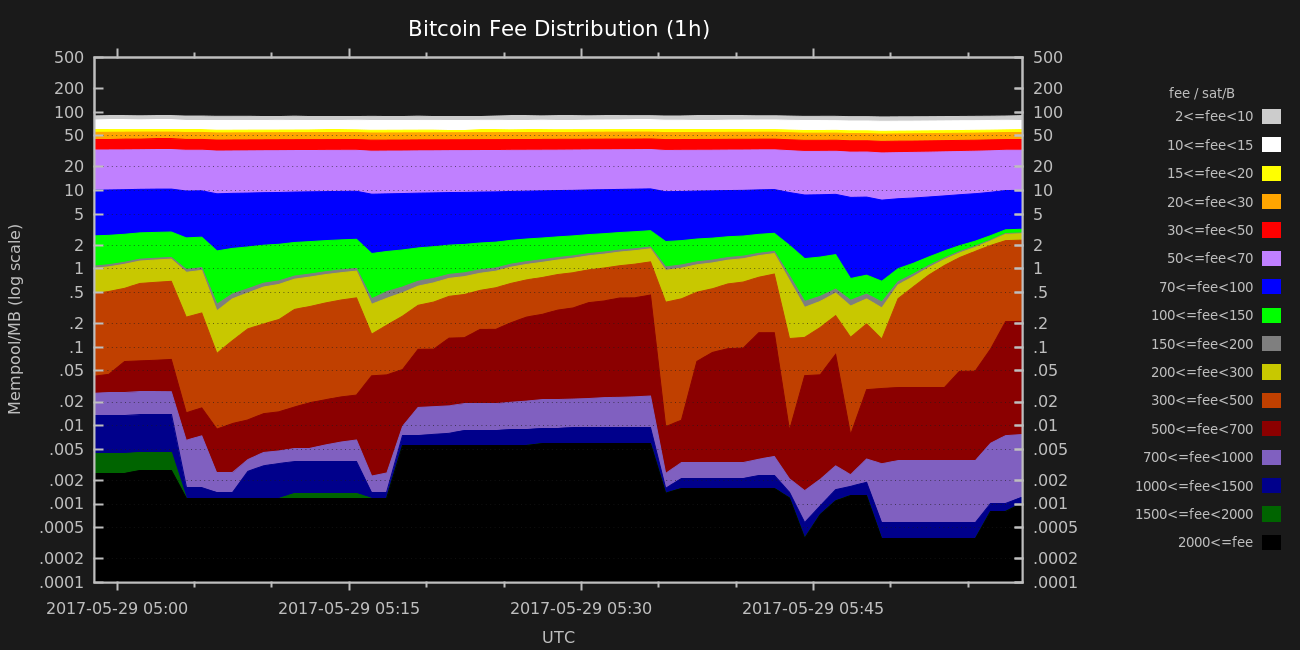 Bitcoin Fee Distribution (1h)
500
200
100
50
20
10
5
2
1
.5
.2
.1
.05
.02
.01
.005
.002
.001
.0005
.0002
.0001
Mempool/MB (log scale)
500
200
100
50
20
10
5
2
1
.5
.2
.1
.05
.02
.01
.005
.002
.001
.0005
.0002
.0001
2017-05-29 05:00 2017-05-29 05:15 2017-05-29 05:30 2017-05-29 05:45
UTC
fee / sat/B
2<=fee<10
10<=fee<15
15<=fee<20
20<=fee<30
30<=fee<50
50<=fee<70
70<=fee<100
100<=fee<150
150<=fee<200
200<=fee<300
300<=fee<500
500<=fee<700
700<=fee<1000
1000<=fee<1500
1500<=fee<2000
2000<=fee